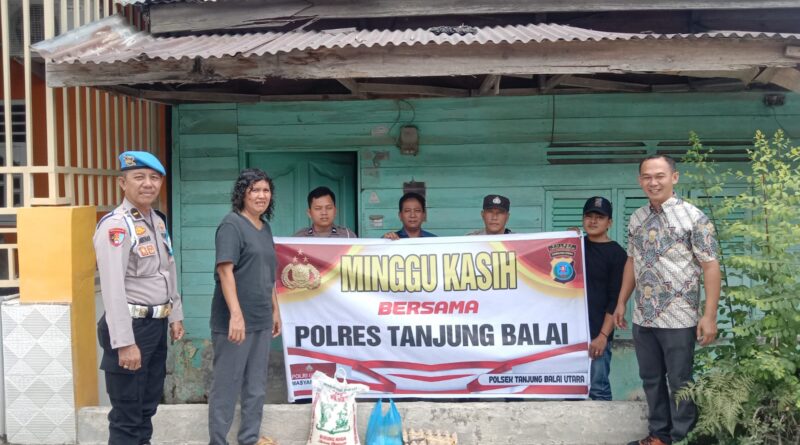 MINGGU KASIH
BERSAMA
POLRES TANJUNG BALAI
POLSEK TANJUNG BALAI UTARA